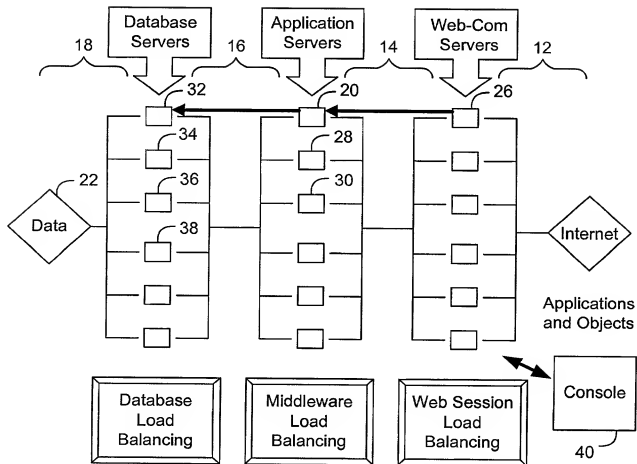 Database
Servers
Application
Servers
Web-Com
Servers
18
16
14
12
32
20
26
34
28
22
36
30
Data
38
Internet
Applications
and Objects
Database
Load
Balancing
Middleware
Load
Balancing
Web Session
Load
Balancing
Console
40